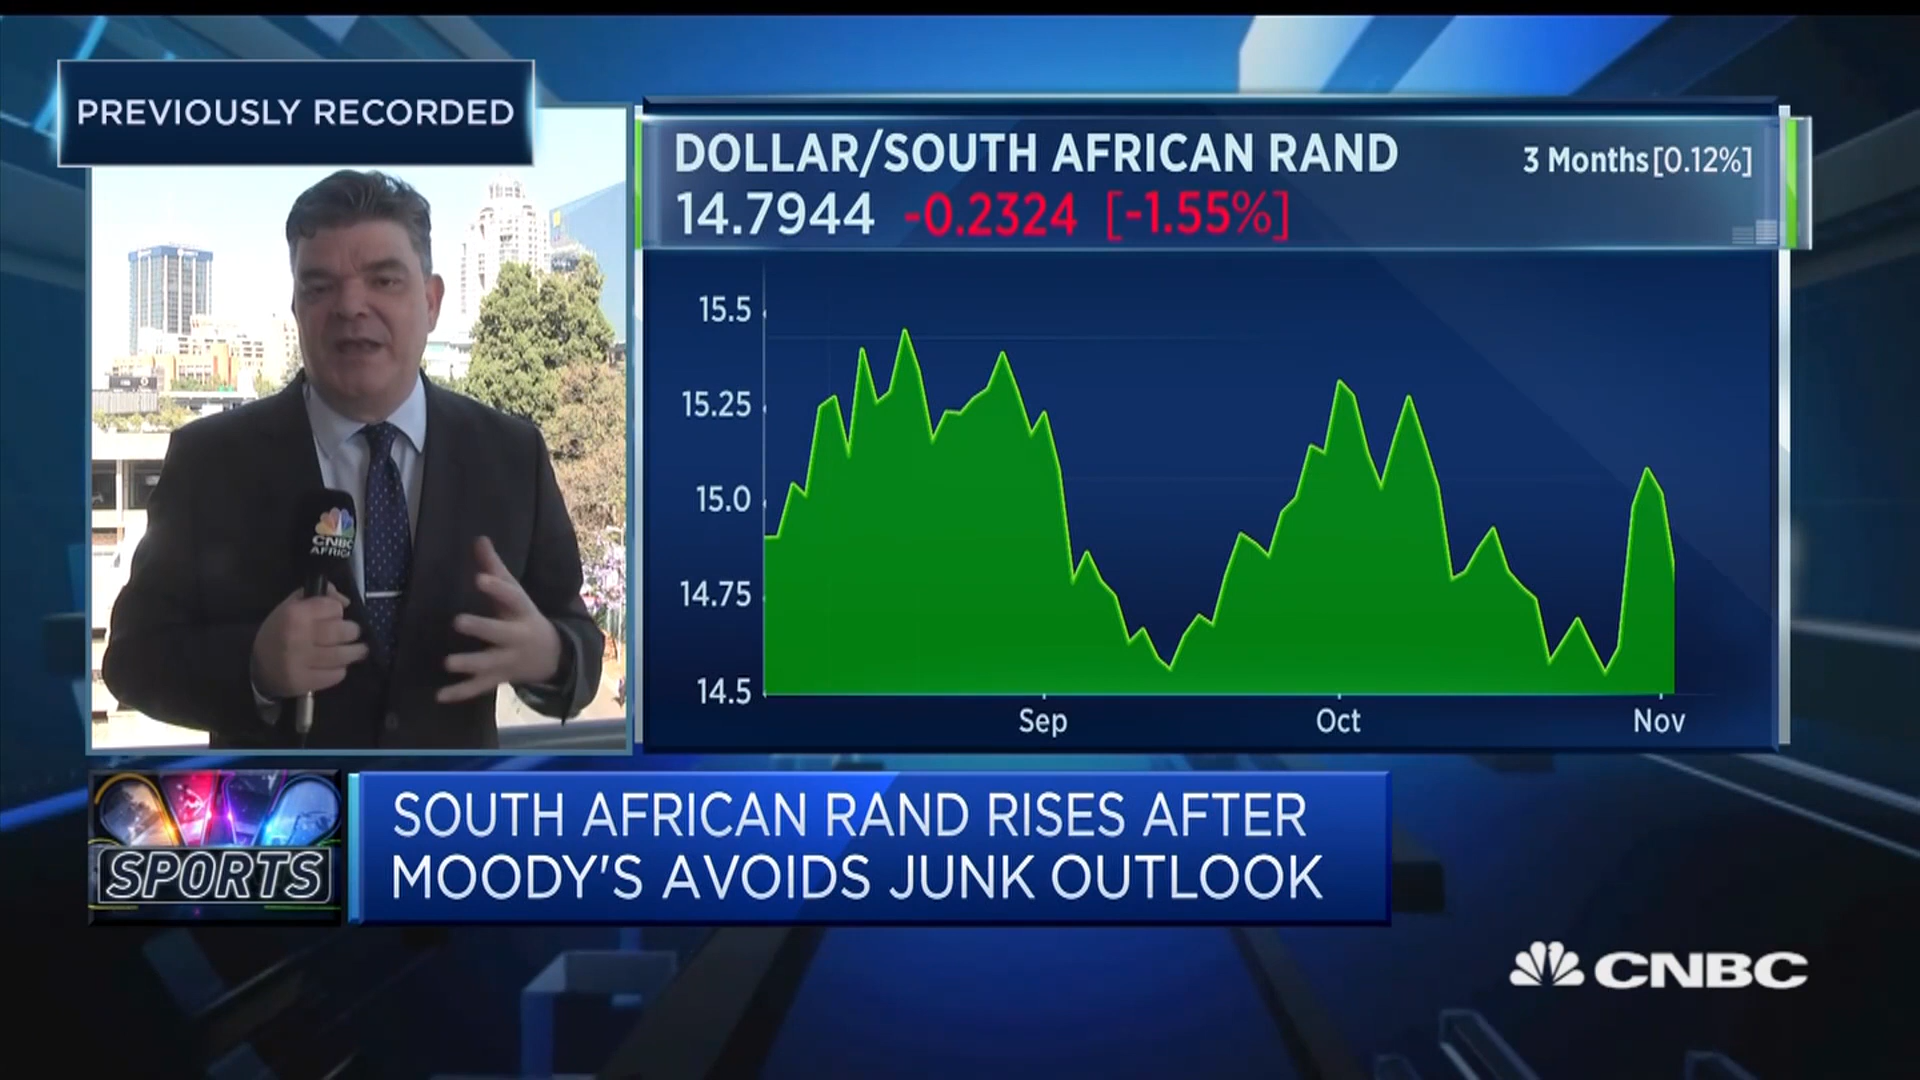 PREVIOUSLY RECORDED
DOLLAR/SOUTH AFRICAN RAND
3 Months [0.12%]
14.7944 -0.2324 [-1.55%]
15.5
15.25
15.0
14.75
14.5
Sep Oct Nov
CNBC
AFRICA
SPORTS
SOUTH AFRICAN RAND RISES AFTER
MOODY'S AVOIDS JUNK OUTLOOK
CNBC